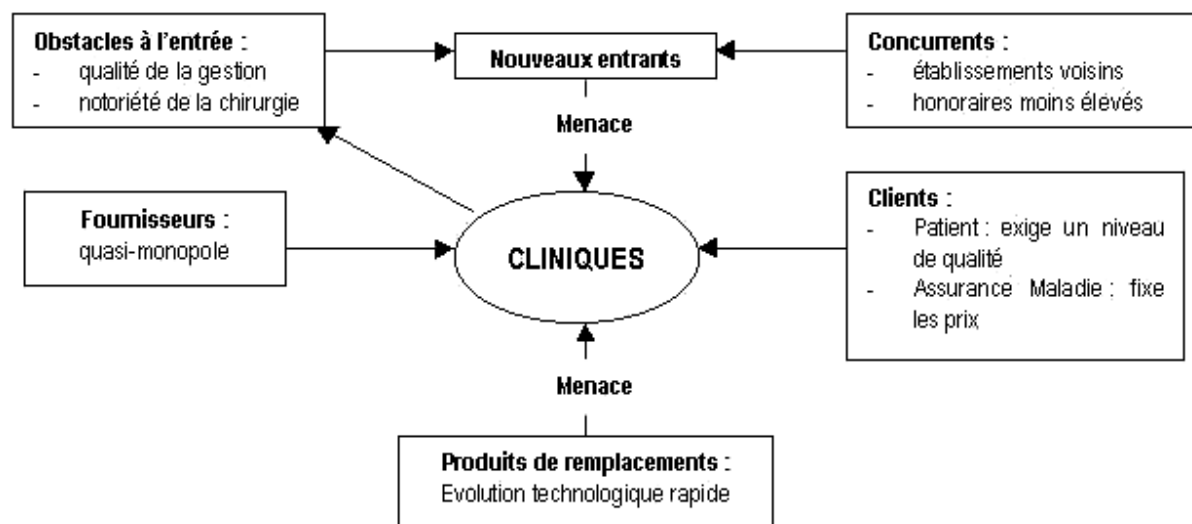 Obstacles à l'entrée :
- qualité de la gestion
- notoriété de la chirurgie
Nouveaux entrants
Concurrents :
- établissements voisins
- honoraires moins élevés
Menace
Fournisseurs :
quasi-monopole
CLINIQUES
Clients :
- Patient : exige un niveau
de qualité
- Assurance Maladie : fixe
les prix
Menace
Produits de remplacements :
Evolution technologique rapide